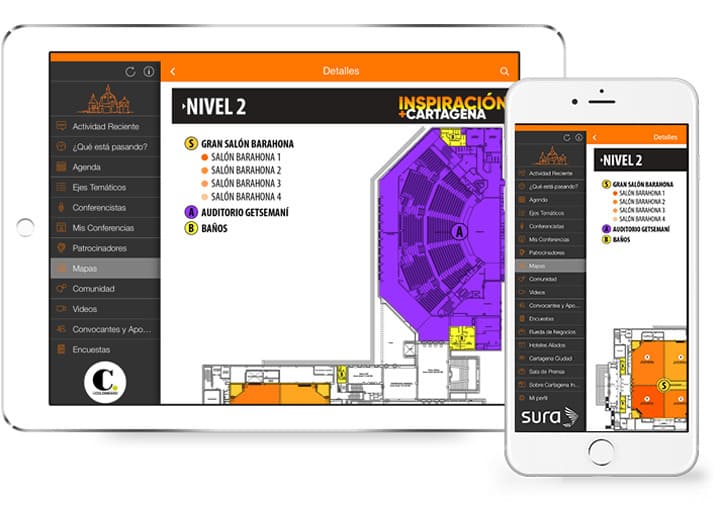 Detalles
Actividad Reciente
¿Qué está pasando?
Agenda
Ejes Temáticos
Conferencistas
Mis Conferencias
Patrocinadores
Mapas
Comunidad
Videos
Convocantes y Apo...
Encuestas
C.
NIVEL 2
INSPIRACIÓN
+CARTAGENA
S GRAN SALÓN BARAHONA
SALÓN BARAHONA 1
SALÓN BARAHONA 2
SALÓN BARAHONA 3
SALÓN BARAHONA 4
A AUDITORIO GETSEMANÍ
B BAÑOS
A
Detalles
Actividad Reciente
¿Qué está pasando?
Agenda
Ejes Temáticos
Conferencistas
Mis Conferencias
Patrocinadores
Mapas
Comunidad
Videos
Convocantes y Apo...
Encuestas
Rueda de Negocios
Hoteles Aliados
Cartagena Ciudad
Sala de Prensa
Sobre Cartagena In...
Mi perfil
sura
NIVEL 2
S GRAN SALÓN BARAHONA
SALÓN BARAHONA 1
SALÓN BARAHONA 2
SALÓN BARAHONA 3
SALÓN BARAHONA 4
A AUDITORIO GETSEMANÍ
B BAÑOS
S